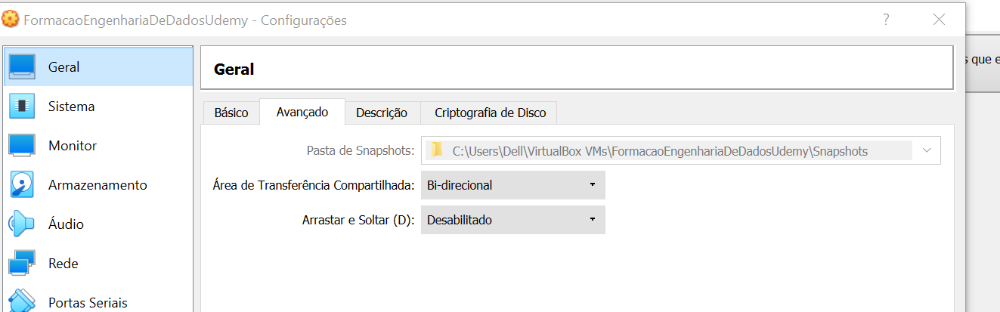 FormacaoEngenhariaDeDadosUdemy - Configurações
Geral
Sistema
Monitor
Armazenamento
Áudio
Rede
Portas Seriais
Geral
Básico
Avançado
Descrição
Criptografia de Disco
Pasta de Snapshots: C:\Users\Dell\VirtualBox VMs\FormacaoEngenhariaDeDadosUdemy\Snapshots
Área de Transferência Compartilhada: Bi-direcional
Arrastar e Soltar (D): Desabilitado
que